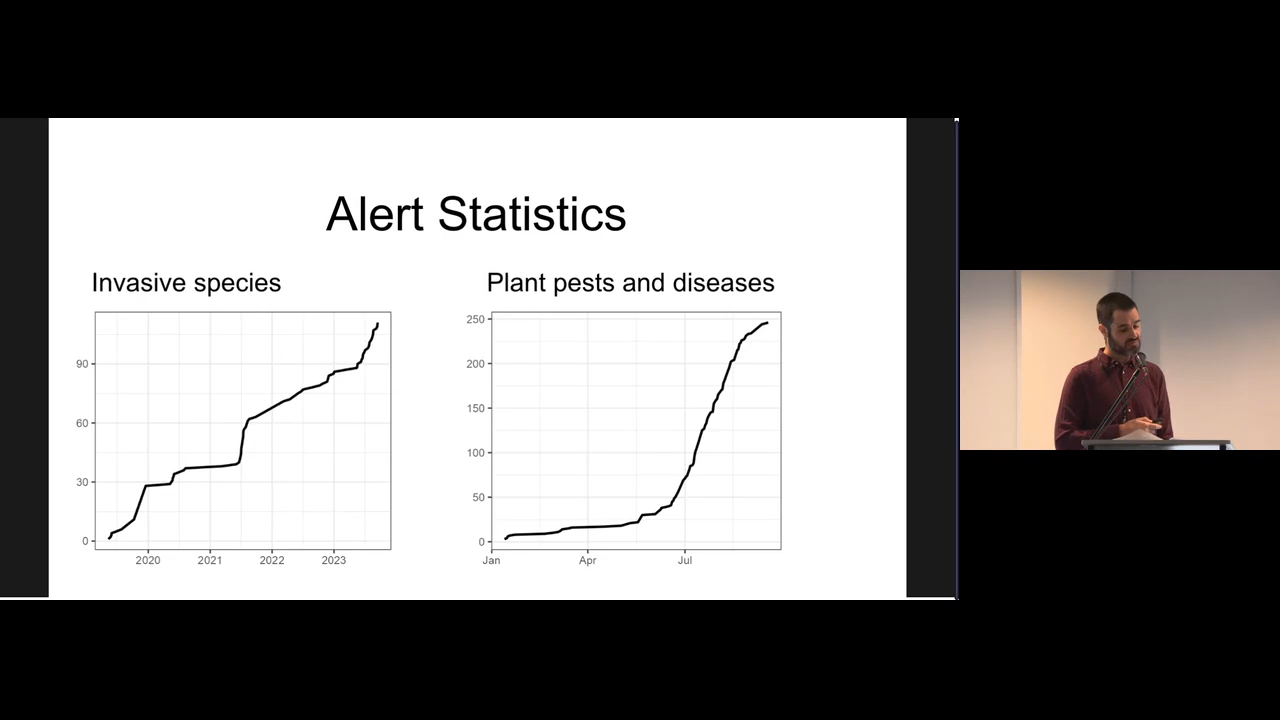 Alert Statistics
Invasive species
Plant pests and diseases
90
60
30
0
2020 2021 2022 2023
250
200
150
100
50
0
Jan Apr Jul